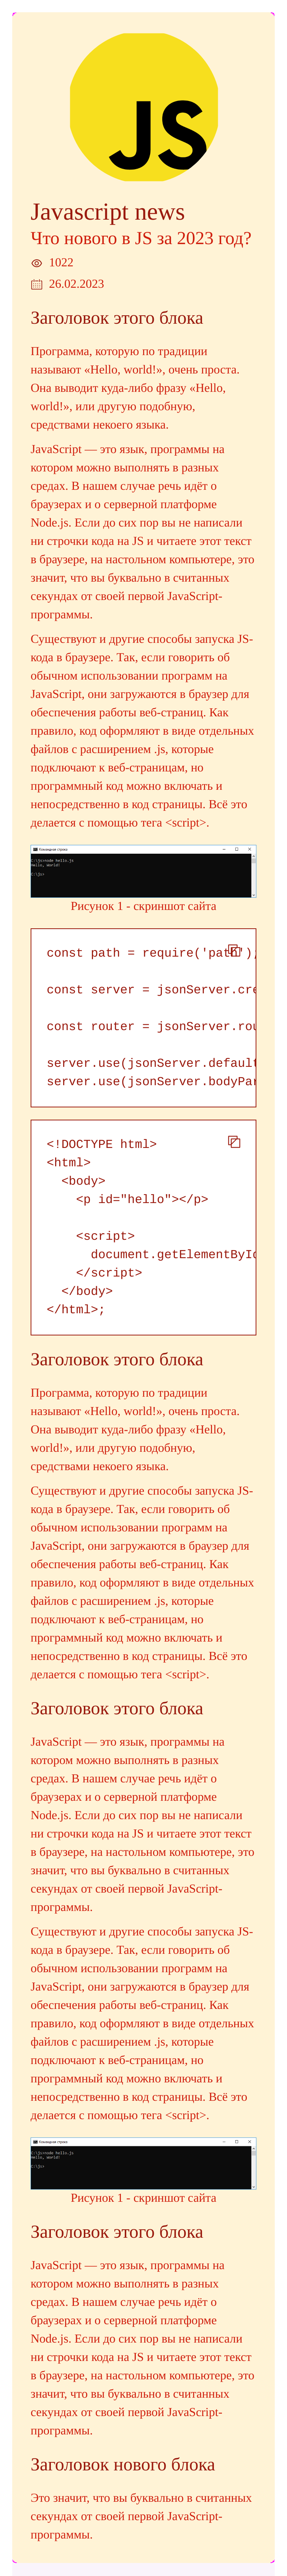 JS
Javascript news
Что нового в JS за 2023 год?
1022
26.02.2023
Заголовок этого блока
Программа, которую по традиции
называют «Hello, world!», очень проста.
Она выводит куда-либо фразу «Hello,
world!», или другую подобную,
средствами некоего языка.
JavaScript — это язык, программы на
котором можно выполнять в разных
средах. В нашем случае речь идёт о
браузерах и о серверной платформе
Node.js. Если до сих пор вы не написали
ни строчки кода на JS и читаете этот текст
в браузере, на настольном компьютере, это
значит, что вы буквально в считанных
секундах от своей первой JavaScript-
программы.
Существуют и другие способы запуска JS-
кода в браузере. Так, если говорить об
обычном использовании программ на
JavaScript, они загружаются в браузер для
обеспечения работы веб-страниц. Как
правило, код оформляют в виде отдельных
файлов с расширением .js, которые
подключают к веб-страницам, но
программный код можно включать и
непосредственно в код страницы. Всё это
делается с помощью тега <script>.
Командная строка
C:\js>node hello.js
Hello, World!
C:\js>
Рисунок 1 - скриншот сайта
const path = require('path');
const server = jsonServer.cre
const router = jsonServer.rou
server.use(jsonServer.default
server.use(jsonServer.bodyPar
<!DOCTYPE html>
<html>
<body>
<p id="hello"></p>
<script>
document.getElementById
</script>
</body>
</html>;
Заголовок этого блока
Программа, которую по традиции
называют «Hello, world!», очень проста.
Она выводит куда-либо фразу «Hello,
world!», или другую подобную,
средствами некоего языка.
Существуют и другие способы запуска JS-
кода в браузере. Так, если говорить об
обычном использовании программ на
JavaScript, они загружаются в браузер для
обеспечения работы веб-страниц. Как
правило, код оформляют в виде отдельных
файлов с расширением .js, которые
подключают к веб-страницам, но
программный код можно включать и
непосредственно в код страницы. Всё это
делается с помощью тега <script>.
Заголовок этого блока
JavaScript — это язык, программы на
котором можно выполнять в разных
средах. В нашем случае речь идёт о
браузерах и о серверной платформе
Node.js. Если до сих пор вы не написали
ни строчки кода на JS и читаете этот текст
в браузере, на настольном компьютере, это
значит, что вы буквально в считанных
секундах от своей первой JavaScript-
программы.
Существуют и другие способы запуска JS-
кода в браузере. Так, если говорить об
обычном использовании программ на
JavaScript, они загружаются в браузер для
обеспечения работы веб-страниц. Как
правило, код оформляют в виде отдельных
файлов с расширением .js, которые
подключают к веб-страницам, но
программный код можно включать и
непосредственно в код страницы. Всё это
делается с помощью тега <script>.
Командная строка
C:\js>node hello.js
Hello, World!
C:\js>
Рисунок 1 - скриншот сайта
Заголовок этого блока
JavaScript — это язык, программы на
котором можно выполнять в разных
средах. В нашем случае речь идёт о
браузерах и о серверной платформе
Node.js. Если до сих пор вы не написали
ни строчки кода на JS и читаете этот текст
в браузере, на настольном компьютере, это
значит, что вы буквально в считанных
секундах от своей первой JavaScript-
программы.
Заголовок нового блока
Это значит, что вы буквально в считанных
секундах от своей первой JavaScript-
программы.